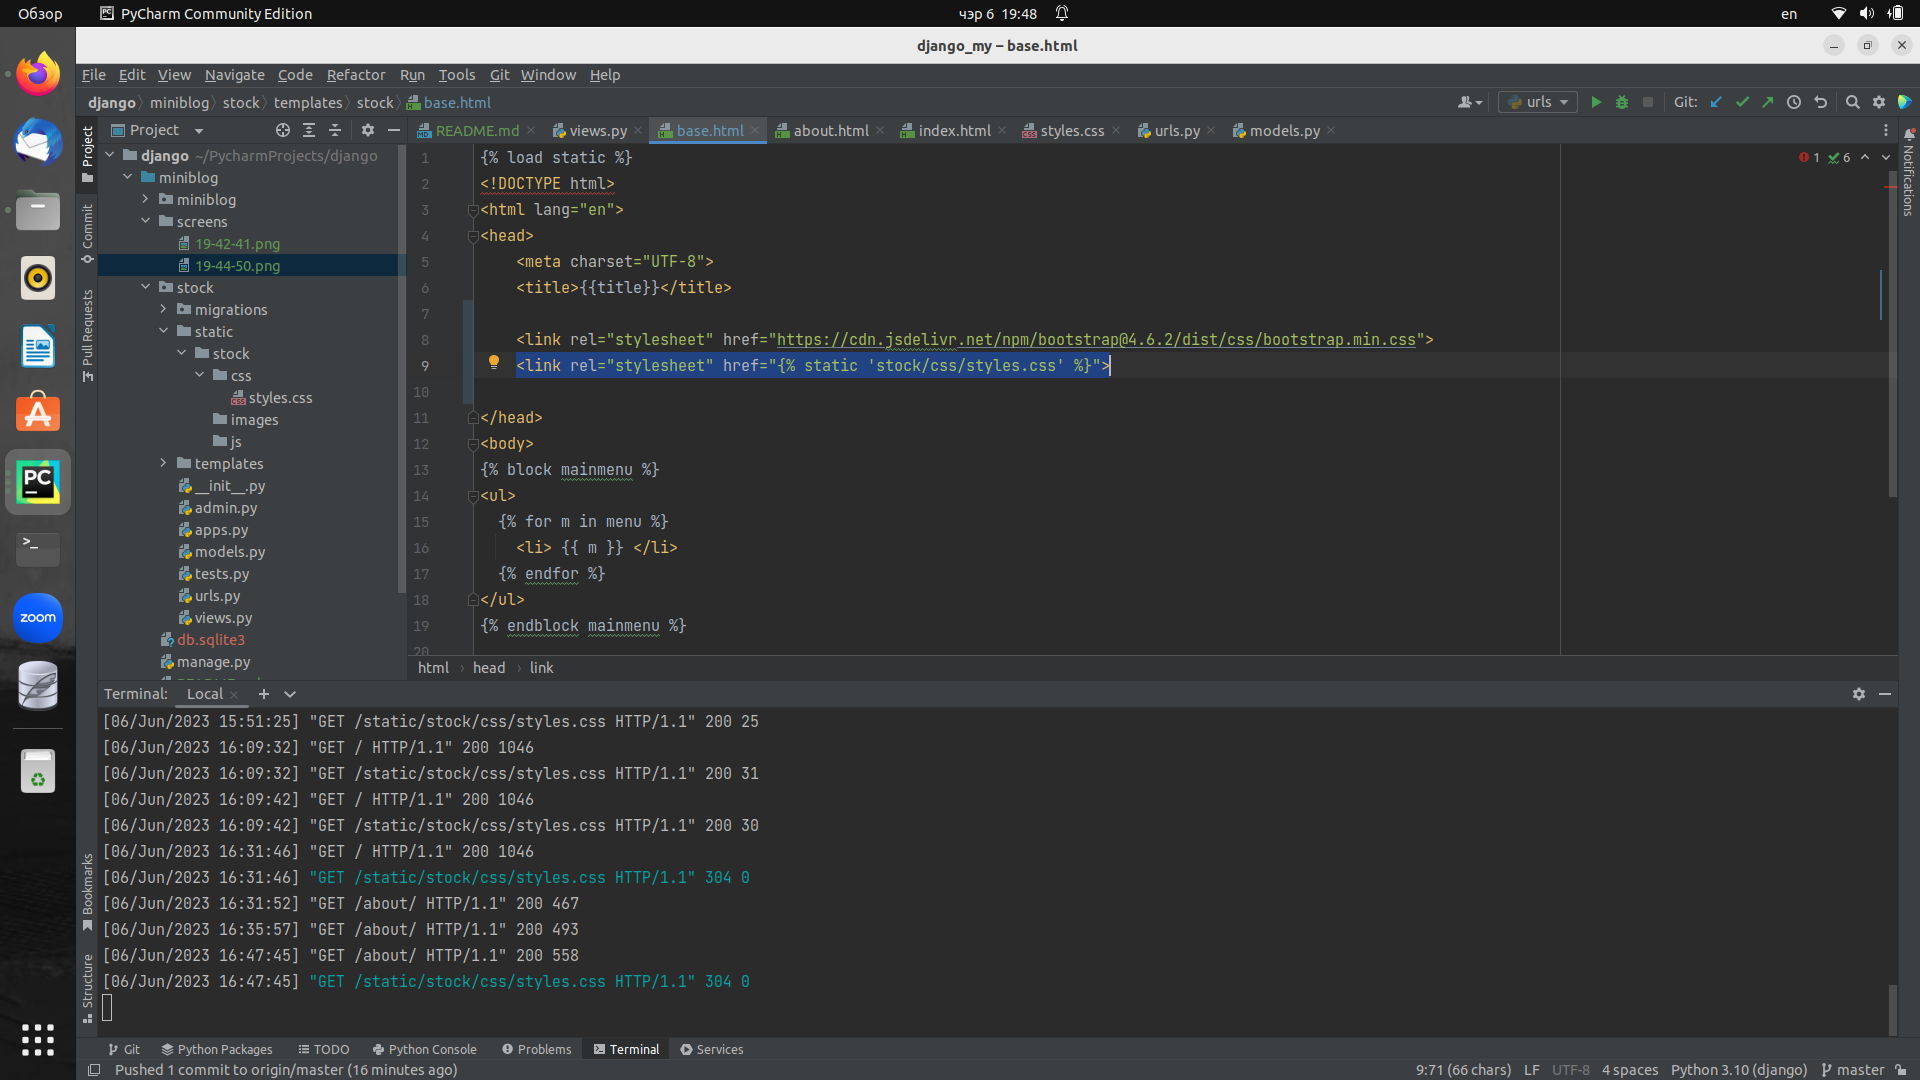 Обзор
PyCharm Community Edition
чэр 6 19:48
en
django_my – base.html
File Edit View Navigate Code Refactor Run Tools Git Window Help
django miniblog stock templates stock base.html
urls
Git:
Project
README.md views.py base.html about.html index.html styles.css urls.py models.py
django ~/PycharmProjects/django
miniblog
miniblog
screens
19-42-41.png
19-44-50.png
stock
migrations
static
stock
css
styles.css
images
js
templates
__init__.py
admin.py
apps.py
models.py
tests.py
urls.py
views.py
db.sqlite3
manage.py
Project
Commit
Pull Requests
Bookmarks
Structure
Notifications
1 6
1 {% load static %}
2 <!DOCTYPE html>
3 <html lang="en">
4 <head>
5 <meta charset="UTF-8">
6 <title>{{title}}</title>
7
8 <link rel="stylesheet" href="https://cdn.jsdelivr.net/npm/bootstrap@4.6.2/dist/css/bootstrap.min.css">
9 <link rel="stylesheet" href="{% static 'stock/css/styles.css' %}">
10
11 </head>
12 <body>
13 {% block mainmenu %}
14 <ul>
15 {% for m in menu %}
16 <li> {{ m }} </li>
17 {% endfor %}
18 </ul>
19 {% endblock mainmenu %}
20
html head link
Terminal: Local
[06/Jun/2023 15:51:25] "GET /static/stock/css/styles.css HTTP/1.1" 200 25
[06/Jun/2023 16:09:32] "GET / HTTP/1.1" 200 1046
[06/Jun/2023 16:09:32] "GET /static/stock/css/styles.css HTTP/1.1" 200 31
[06/Jun/2023 16:09:42] "GET / HTTP/1.1" 200 1046
[06/Jun/2023 16:09:42] "GET /static/stock/css/styles.css HTTP/1.1" 200 30
[06/Jun/2023 16:31:46] "GET / HTTP/1.1" 200 1046
[06/Jun/2023 16:31:46] "GET /static/stock/css/styles.css HTTP/1.1" 304 0
[06/Jun/2023 16:31:52] "GET /about/ HTTP/1.1" 200 467
[06/Jun/2023 16:35:57] "GET /about/ HTTP/1.1" 200 493
[06/Jun/2023 16:47:45] "GET /about/ HTTP/1.1" 200 558
[06/Jun/2023 16:47:45] "GET /static/stock/css/styles.css HTTP/1.1" 304 0
Git Python Packages TODO Python Console Problems Terminal Services
Pushed 1 commit to origin/master (16 minutes ago)
9:71 (66 chars) LF UTF-8 4 spaces Python 3.10 (django) master
PC
zoom